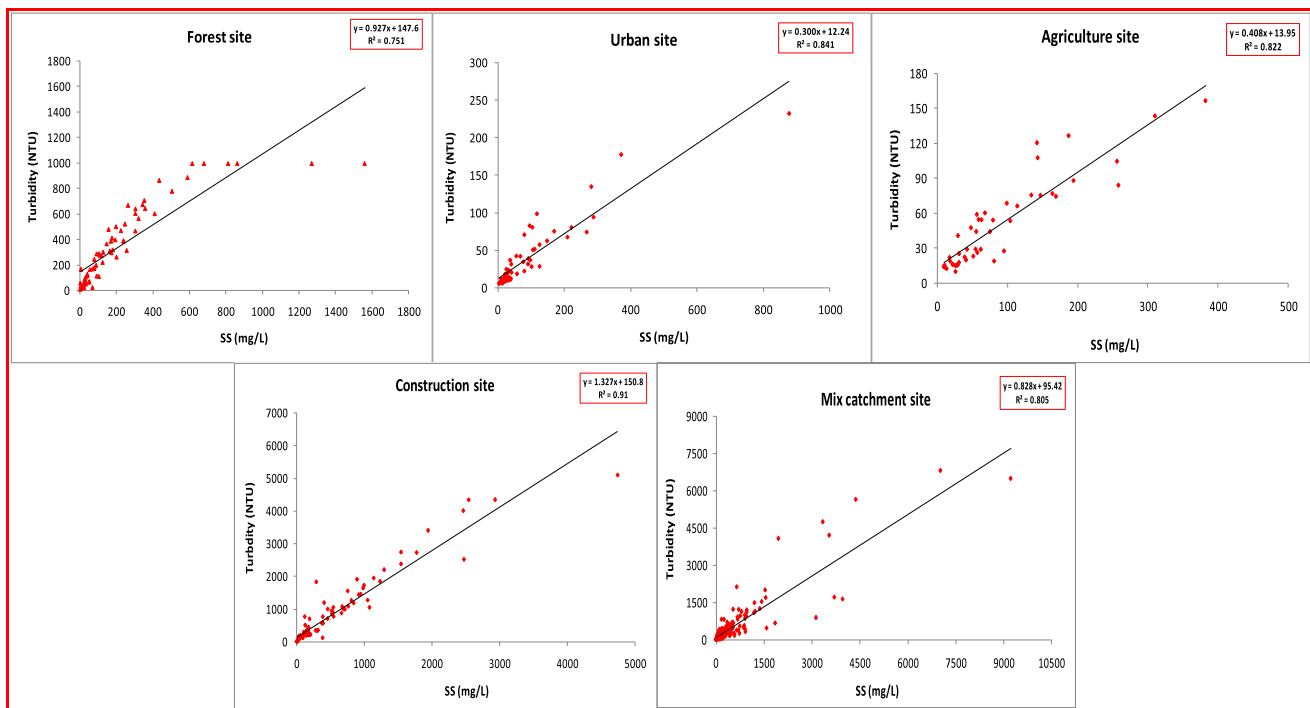 Forest site
y = 0.927x + 147.6
R² = 0.751
Turbidity (NTU)
1800
1600
1400
1200
1000
800
600
400
200
0
0 200 400 600 800 1000 1200 1400 1600 1800
SS (mg/L)
Urban site
y = 0.300x + 12.24
R² = 0.841
Turbidity (NTU)
300
250
200
150
100
50
0
0 200 400 600 800 1000
SS (mg/L)
Agriculture site
y = 0.408x + 13.95
R² = 0.822
Turbidity (NTU)
180
150
120
90
60
30
0
0 100 200 300 400 500
SS (mg/L)
Construction site
y = 1.327x + 150.8
R² = 0.91
Turbdity (NTU)
7000
6000
5000
4000
3000
2000
1000
0
0 1000 2000 3000 4000 5000
SS (mg/L)
Mix catchment site
y = 0.828x + 95.42
R² = 0.805
Turbidity (NTU)
9000
7500
6000
4500
3000
1500
0
0 1500 3000 4500 6000 7500 9000 10500
SS (mg/L)